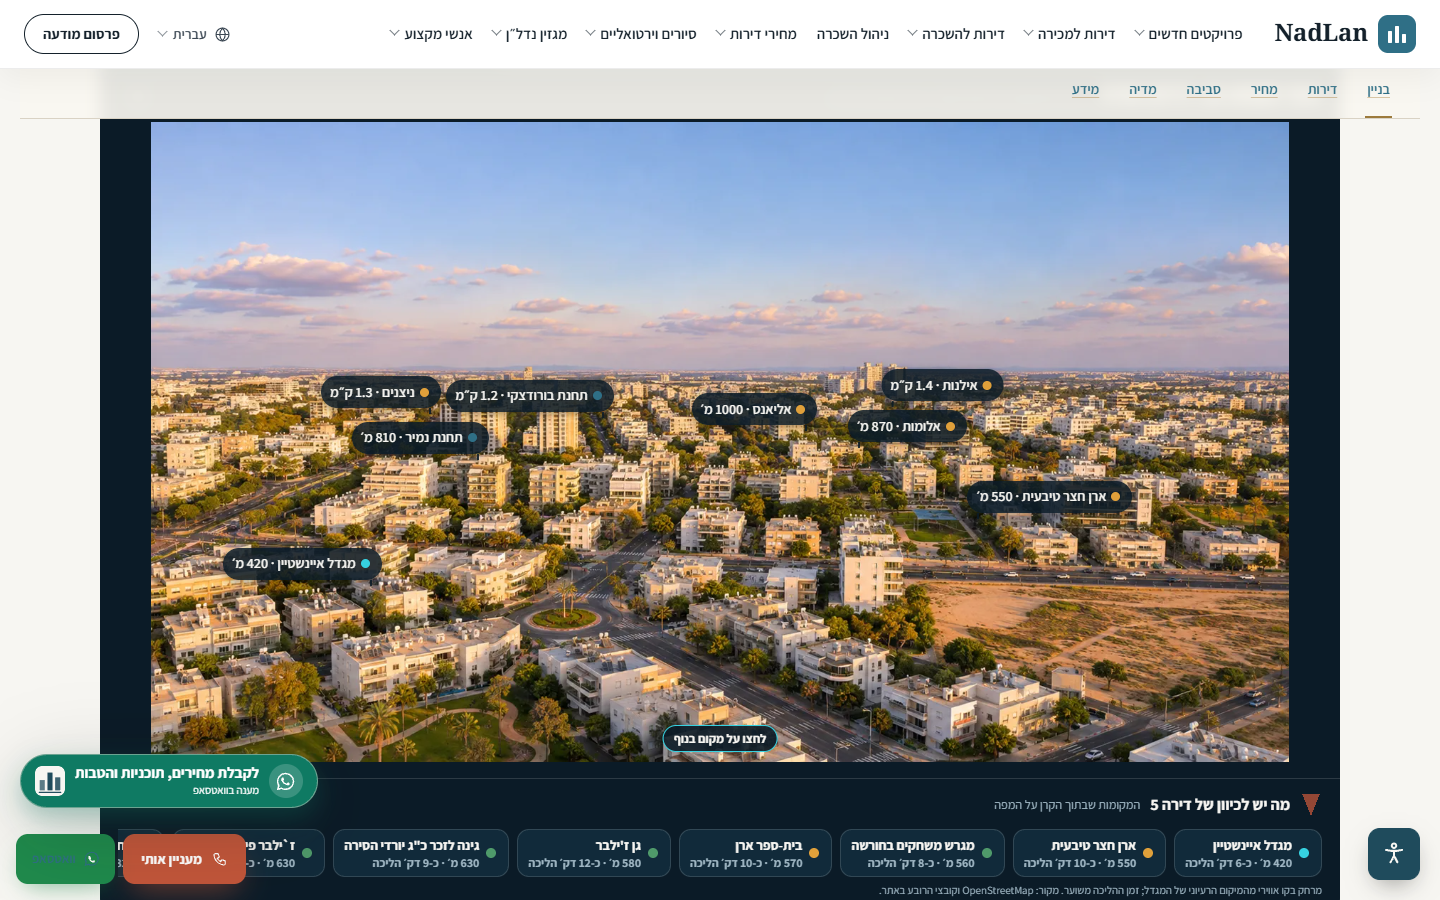 NadLan
פרויקטים חדשים
דירות למכירה
דירות להשכרה
ניהול השכרה
מחירי דירות
סיורים וירטואליים
מגזין נדל״ן
אנשי מקצוע
עברית
פרסום מודעה
בניין
דירות
מחיר
סביבה
מדיה
מידע
אילנות · 1.4 ק״מ
ניצנים · 1.3 ק״מ
תחנת בורודצקי · 1.2 ק״מ
אליאנס · 1000 מ׳
אלומות · 870 מ׳
תחנת נמיר · 810 מ׳
ארן חצר טיבעית · 550 מ׳
מגדל איינשטיין · 420 מ׳
לחצו על מקום בנוף
לקבלת מחירים, תוכניות והטבות
מענה בוואטסאפ
מה יש לכיוון של דירה 5
המקומות שבתוך הקרן על המפה
מגדל איינשטיין
420 מ׳ · כ-6 דק׳ הליכה
ארן חצר טיבעית
550 מ׳ · כ-10 דק׳ הליכה
מגרש משחקים בחורשה
560 מ׳ · כ-8 דק׳ הליכה
בית-ספר ארן
570 מ׳ · כ-10 דק׳ הליכה
גן ז'ילבר
580 מ׳ · כ-12 דק׳ הליכה
גינה לזכר כ"ג יורדי הסירה
630 מ׳ · כ-9 דק׳ הליכה
ז`ילבר
630 מ׳
מעניין אותי
מרחק בקו אווירי מהמיקום הרעיוני של המגדל; זמן ההליכה משוער. מקור: OpenStreetMap וקובצי הרובע באתר.